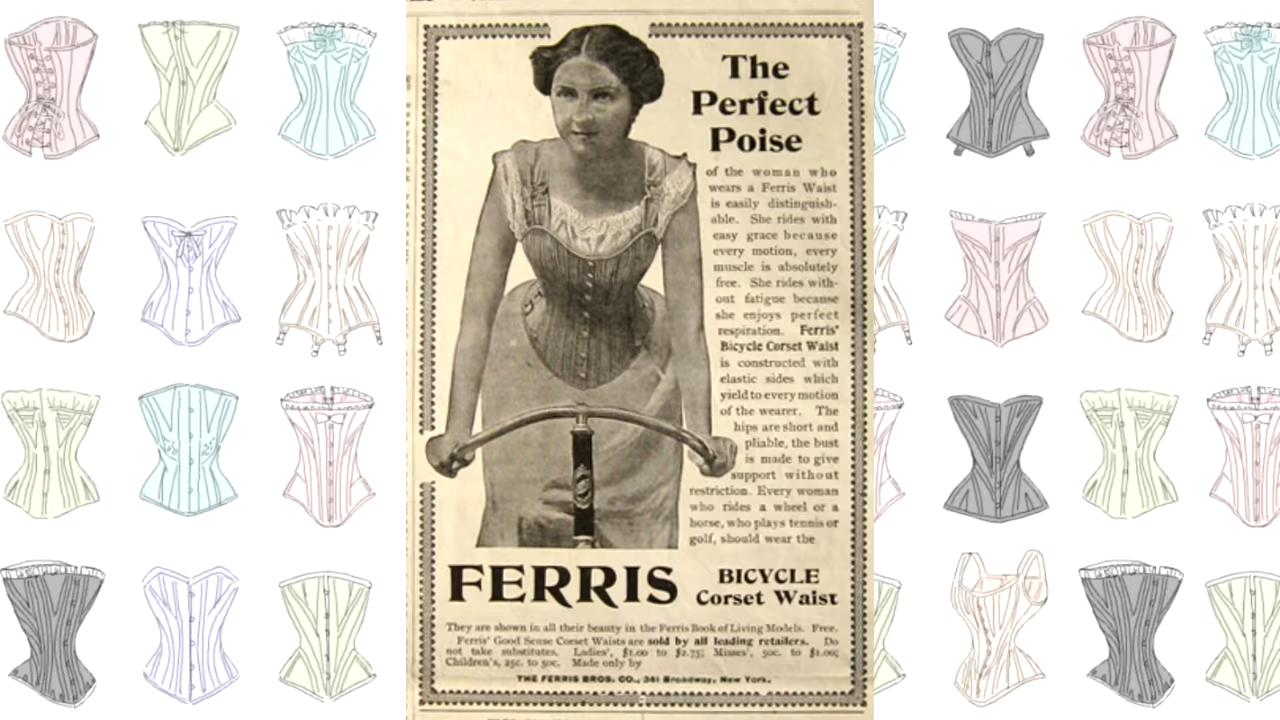 The
Perfect
Poise
of the woman who
wears a Ferris Waist
is easily distinguish-
able. She rides with
easy grace because
every motion, every
muscle is absolutely
free. She rides with-
out fatigue because
she enjoys perfect
respiration. Ferris'
Bicycle Corset Waist
is constructed with
elastic sides which
yield to every motion
of the wearer. The
hips are short and
pliable, the bust
is made to give
support without
restriction. Every woman
who rides a wheel or a
horse, who plays tennis or
golf, should wear the
FERRIS BICYCLE
Corset Waist
They are shown in all their beauty in the Ferris Book of Living Models. Free.
Ferris' Good Sense Corset Waists are sold by all leading retailers. Do
not take substitutes. Ladies', $1.00 to $2.75; Misses', 50c. to $1.00;
Children's, 25c. to 50c. Made only by
THE FERRIS BROS. CO., 341 Broadway, New York.